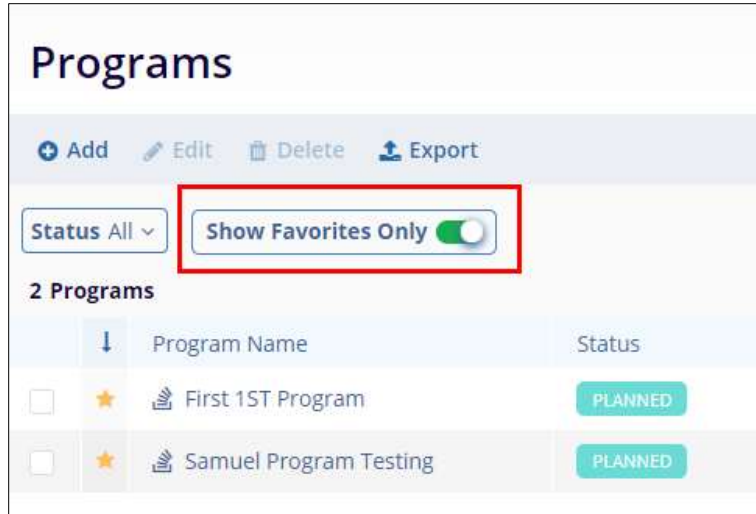 Programs
Add Edit Delete Export
Status All Show Favorites Only
2 Programs
Program Name Status
First 1ST Program PLANNED
Samuel Program Testing PLANNED